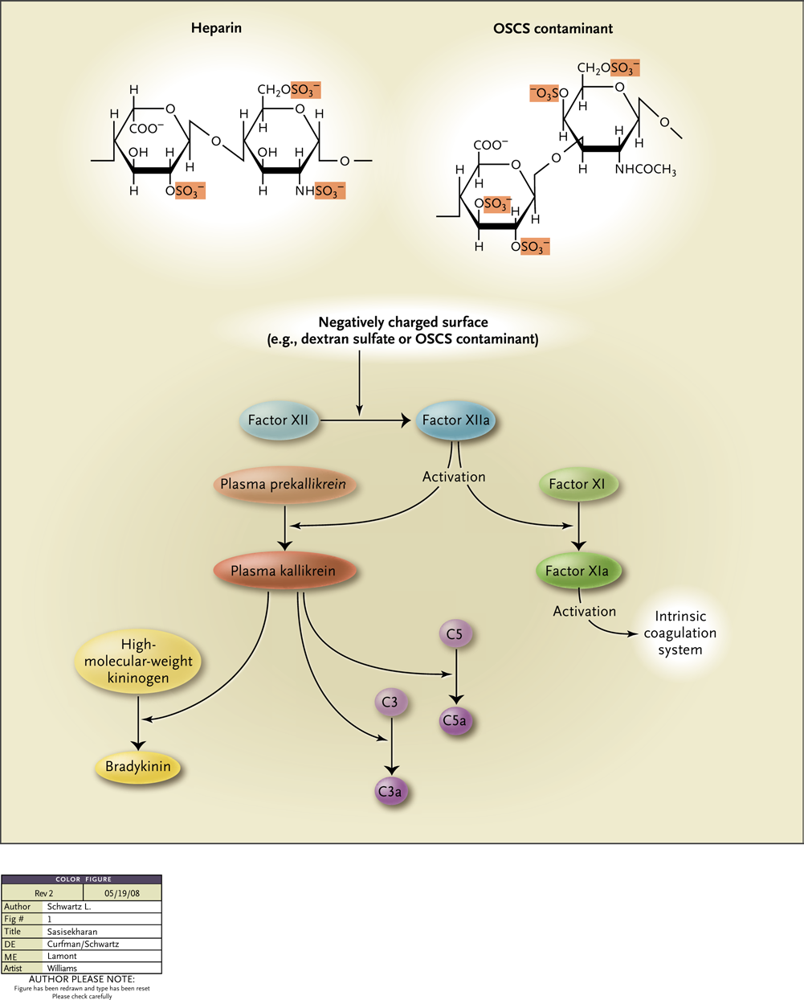 Heparin
OSCS contaminant
H
CH₂OSO₃⁻
H
O
COO⁻
H
O
H
H
OH
H
H
O
OH
H
O
H
OSO₃⁻
H
NHSO₃⁻
CH₂OSO₃⁻
⁻O₃SO
O
H
H
O
H
COO⁻
O
H
NHCOCH₃
H
H
O
OSO₃⁻
H
H
H
OSO₃⁻
Negatively charged surface
(e.g., dextran sulfate or OSCS contaminant)
Factor XII
Factor XIIa
Activation
Plasma prekallikrein
Factor XI
Plasma kallikrein
Factor XIa
Activation
Intrinsic
coagulation
system
High-
molecular-weight
kininogen
C5
C3
C5a
Bradykinin
C3a
COLOR FIGURE
Rev 2 05/19/08
Author Schwartz L.
Fig # 1
Title Sasisekharan
DE Curfman/Schwartz
ME Lamont
Artist Williams
AUTHOR PLEASE NOTE:
Figure has been redrawn and type has been reset
Please check carefully